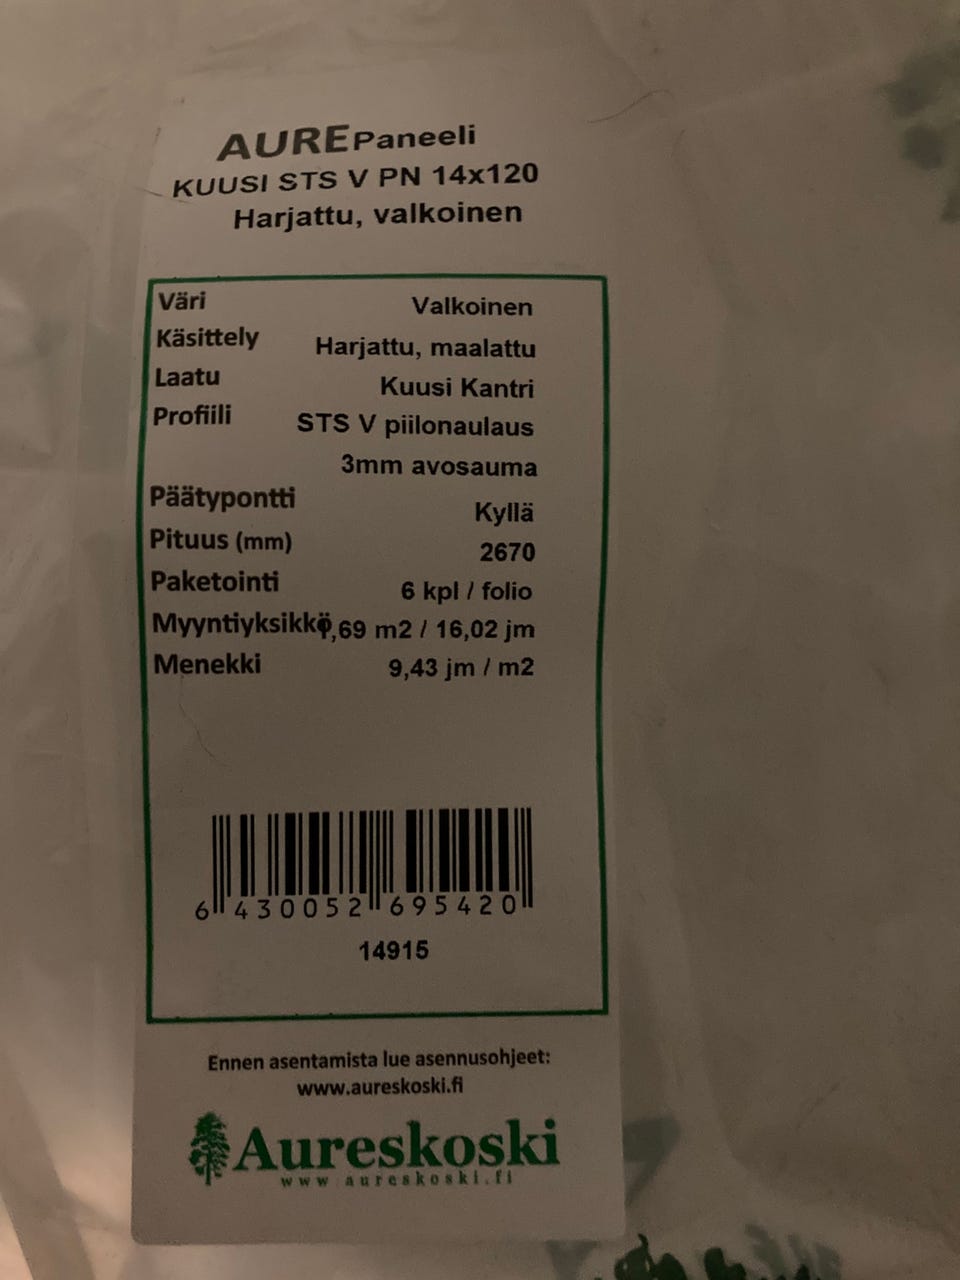 AUREPaneeli
KUUSI STS V PN 14x120
Harjattu, valkoinen
Väri Valkoinen
Käsittely Harjattu, maalattu
Laatu Kuusi Kantri
Profiili STS V piilonaulaus
3mm avosauma
Päätypontti Kyllä
Pituus (mm) 2670
Paketointi 6 kpl / folio
Myyntiyksikkö ,69 m2 / 16,02 jm
Menekki 9,43 jm / m2
6 430052 695420
14915
Ennen asentamista lue asennusohjeet:
www.aureskoski.fi
Aureskoski
www aureskoski.fi